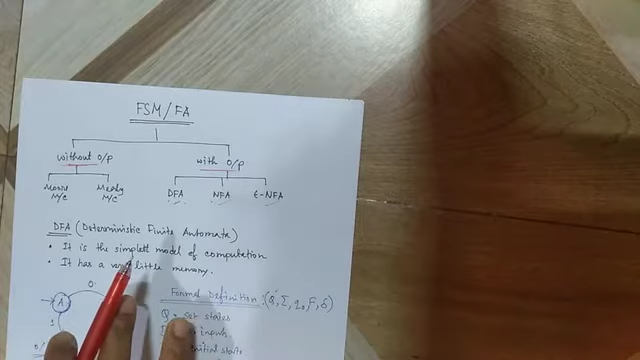 FSM/FA
without O/P
with O/P
Moore
M/C
Mealy
M/C
DFA
NFA
ε-NFA
DFA (Deterministic Finite Automata)
• It is the simplest model of computation
• It has a very little memory.
0
A
1
Formal Definition: (Q, Σ, q₀, F, δ)
Q = set states
inputs
initial state